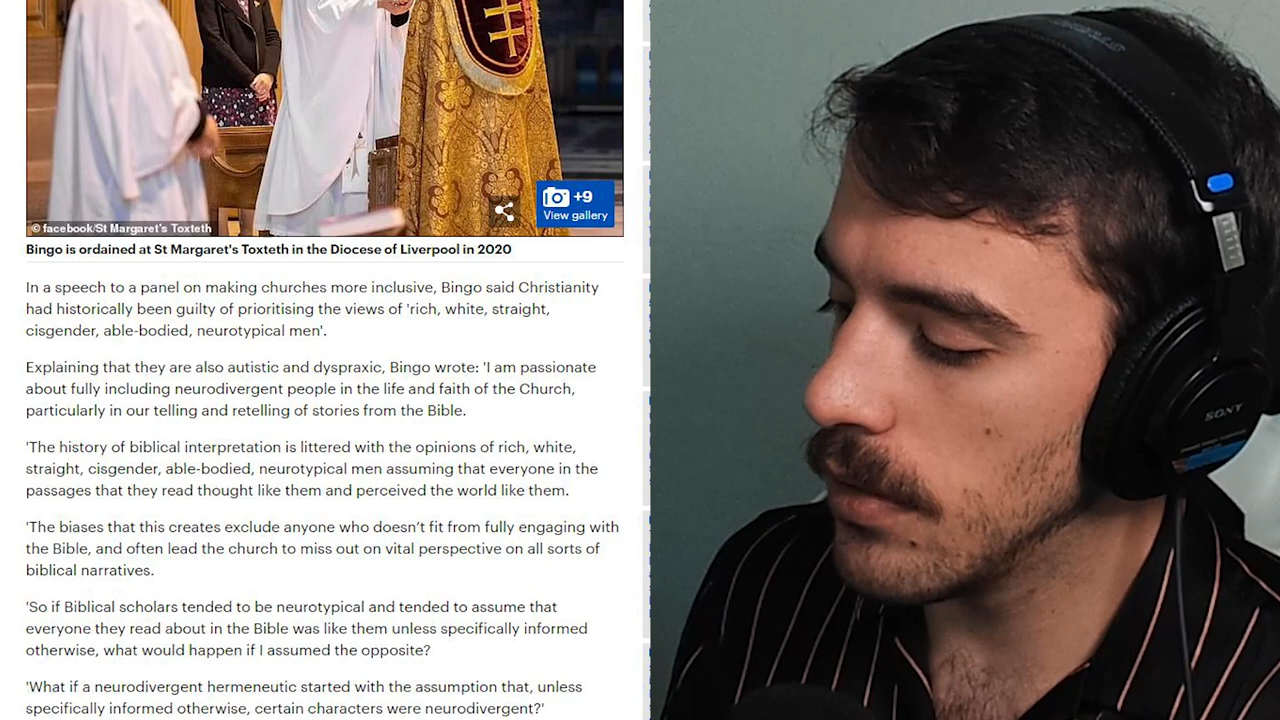 +9
View gallery
© facebook/St Margaret's Toxteth
Bingo is ordained at St Margaret's Toxteth in the Diocese of Liverpool in 2020
In a speech to a panel on making churches more inclusive, Bingo said Christianity
had historically been guilty of prioritising the views of 'rich, white, straight,
cisgender, able-bodied, neurotypical men'.
Explaining that they are also autistic and dyspraxic, Bingo wrote: 'I am passionate
about fully including neurodivergent people in the life and faith of the Church,
particularly in our telling and retelling of stories from the Bible.
'The history of biblical interpretation is littered with the opinions of rich, white,
straight, cisgender, able-bodied, neurotypical men assuming that everyone in the
passages that they read thought like them and perceived the world like them.
'The biases that this creates exclude anyone who doesn’t fit from fully engaging with
the Bible, and often lead the church to miss out on vital perspective on all sorts of
biblical narratives.
'So if Biblical scholars tended to be neurotypical and tended to assume that
everyone they read about in the Bible was like them unless specifically informed
otherwise, what would happen if I assumed the opposite?
'What if a neurodivergent hermeneutic started with the assumption that, unless
specifically informed otherwise, certain characters were neurodivergent?'
SONY